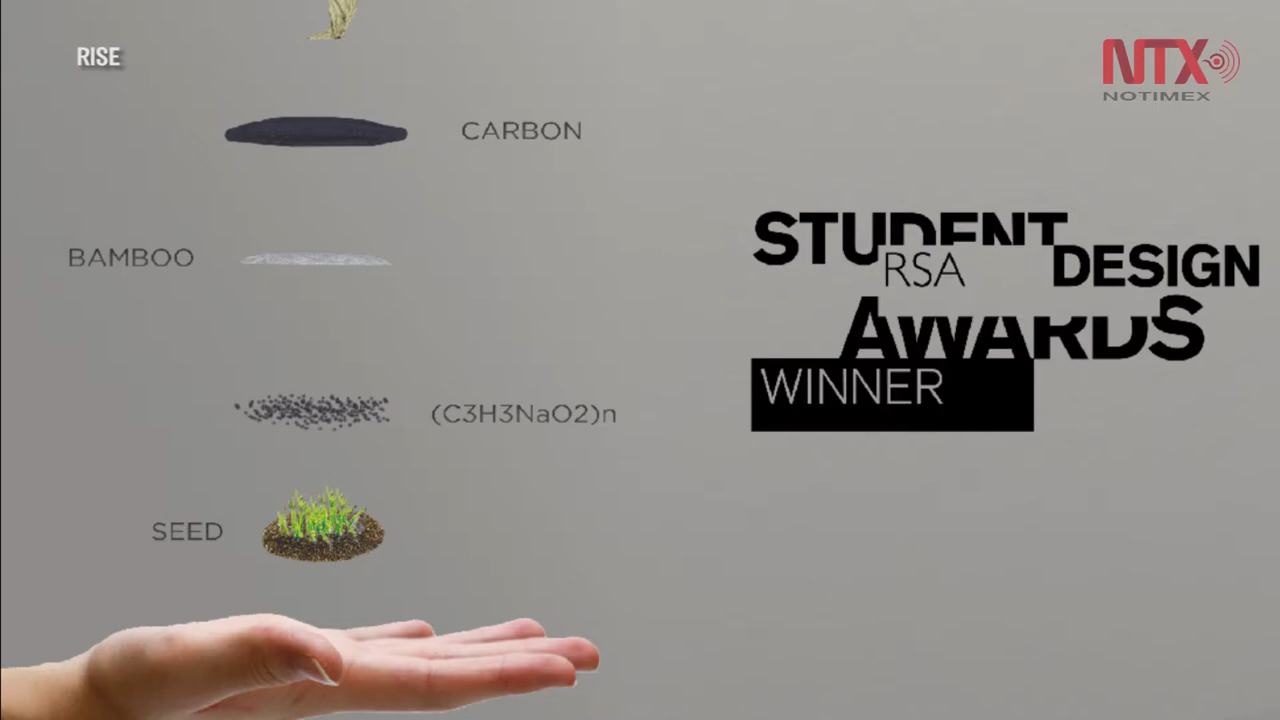 RISE
NTX
NOTIMEX
CARBON
BAMBOO
(C3H3NaO2)n
SEED
STUDENT
RSA
DESIGN
AWARDS
WINNER